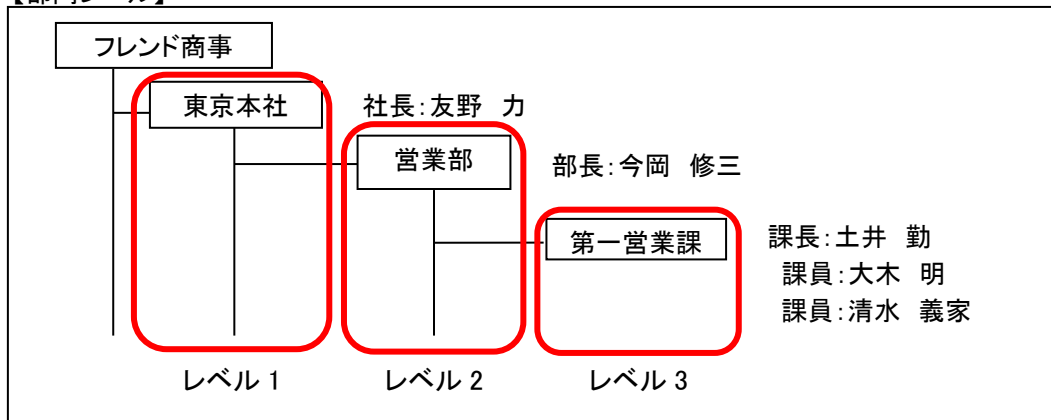 フレンド商事
東京本社
社長：友野　力
営業部
部長：今岡　修三
第一営業課
課長：土井　勤
課員：大木　明
課員：清水　義家
レベル 1
レベル 2
レベル 3